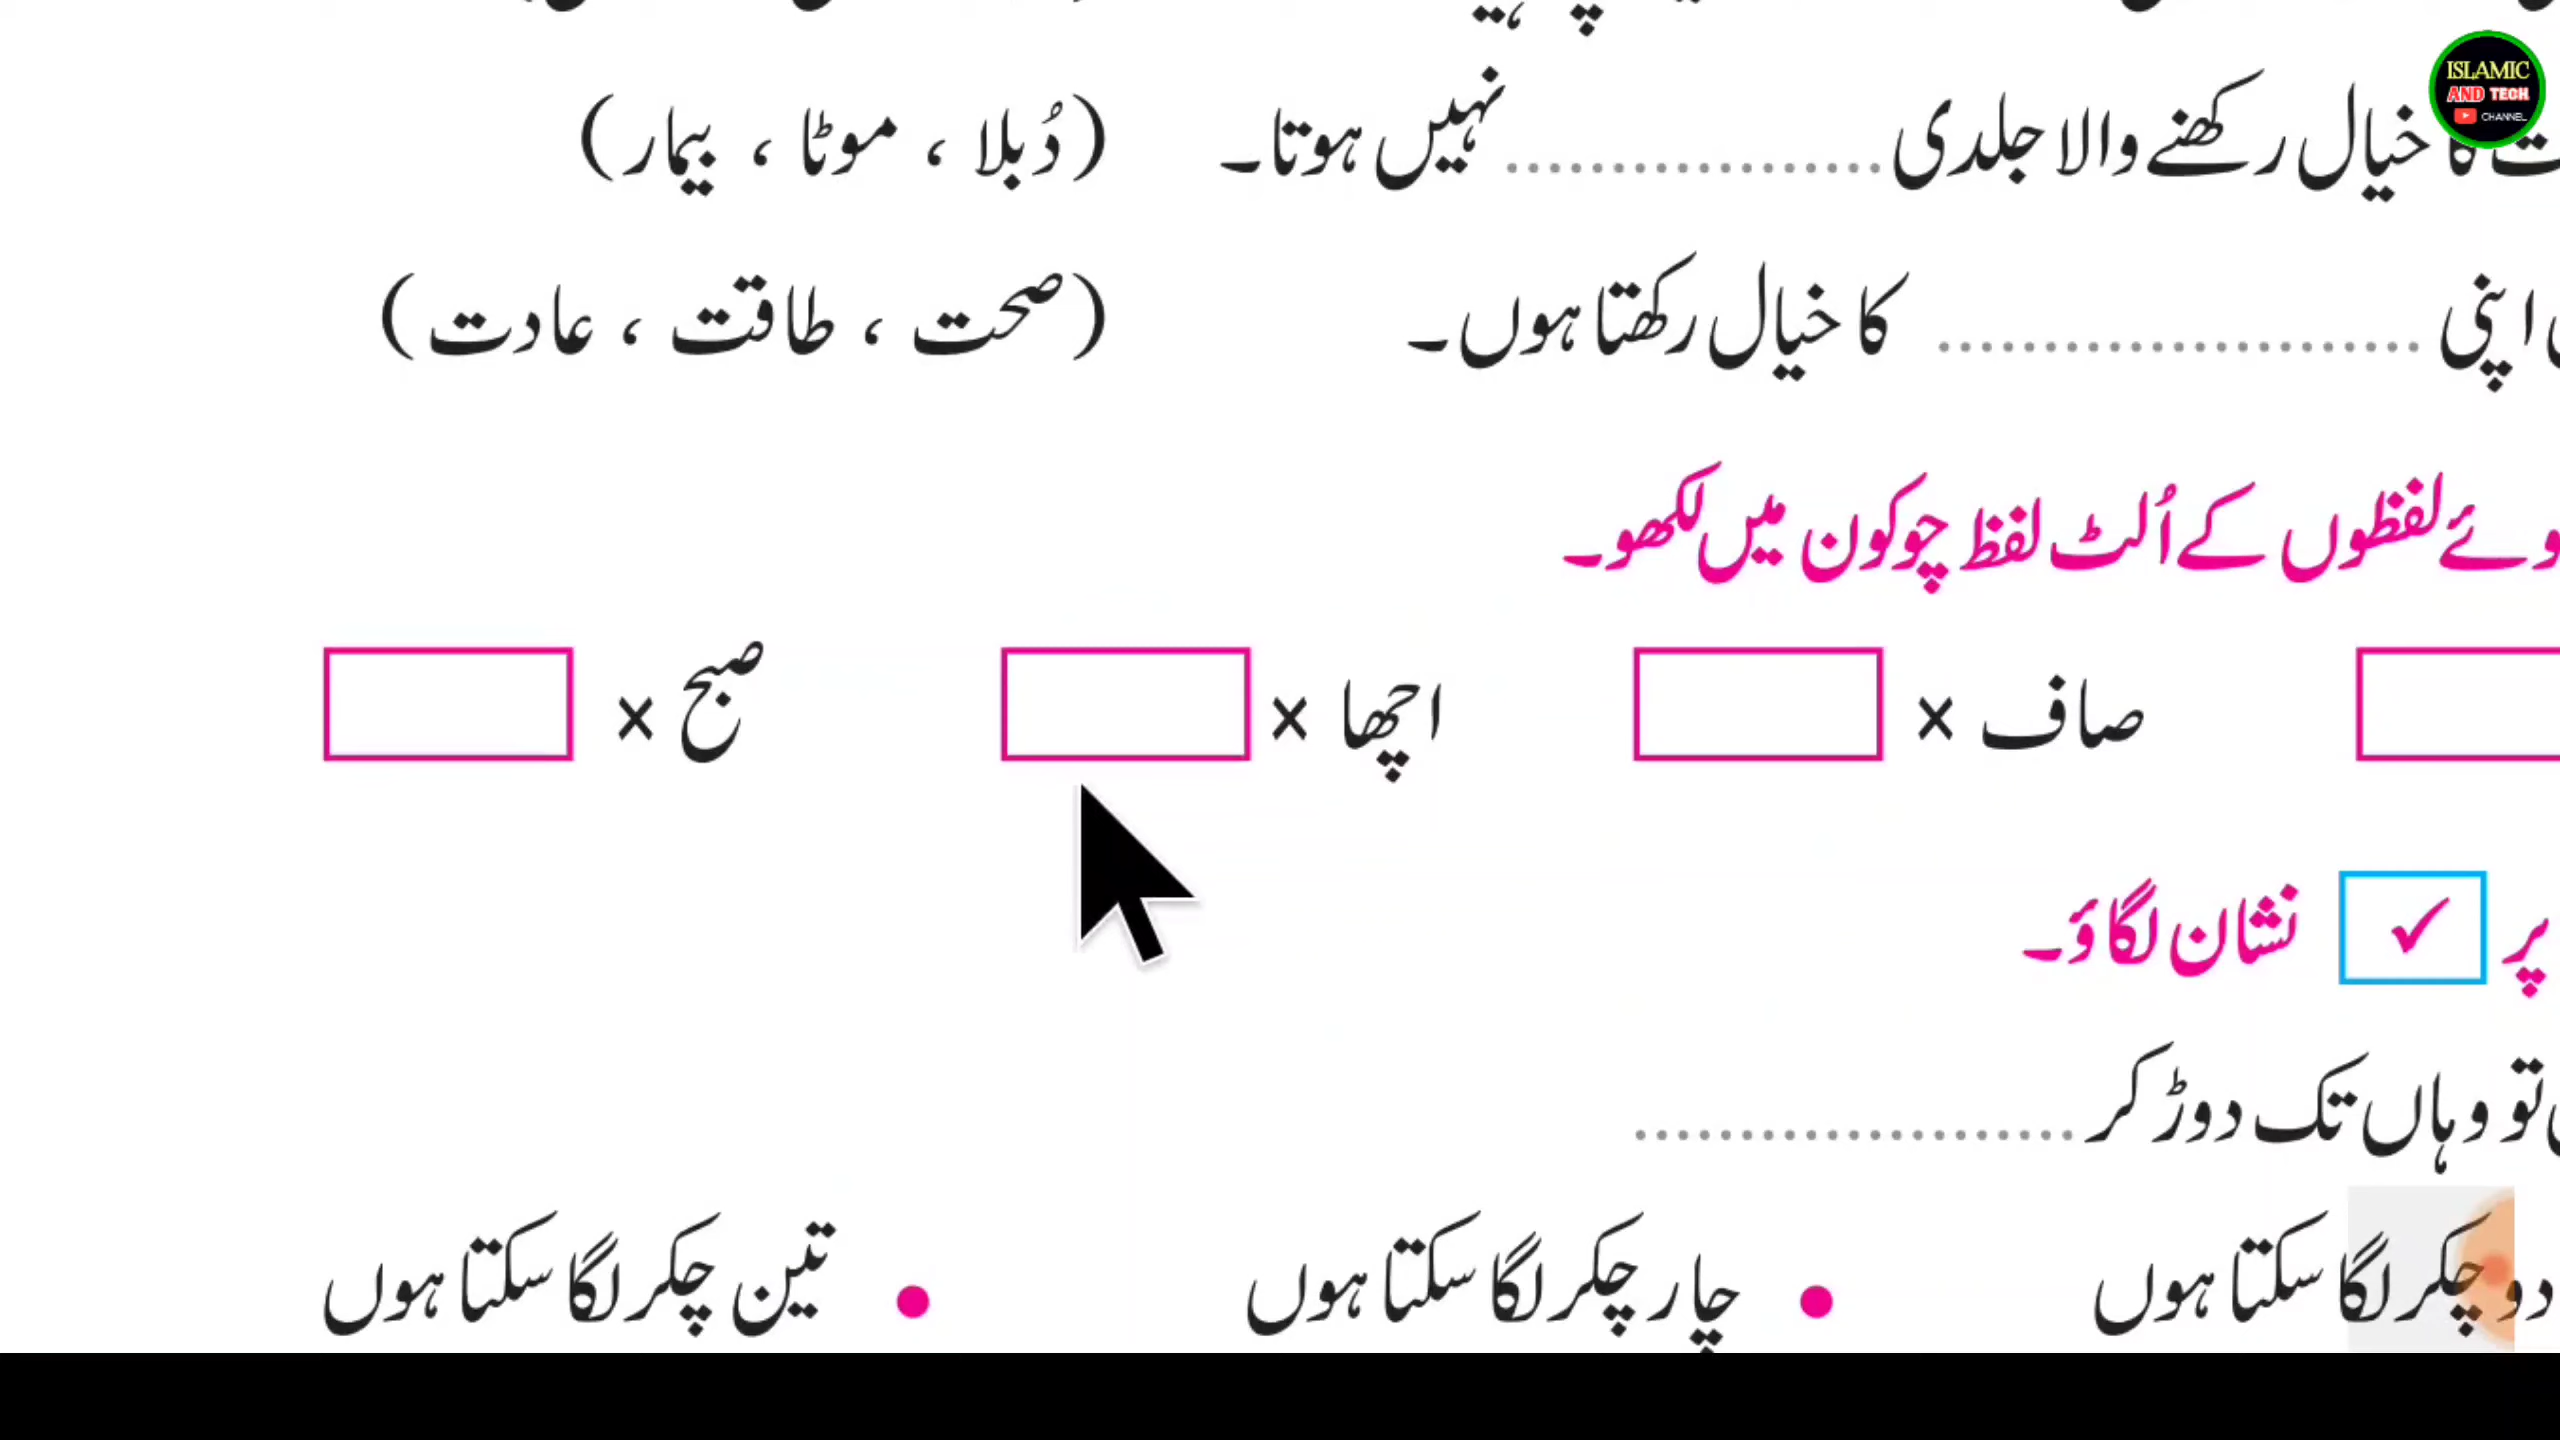 ISLAMIC
AND TECH
CHANNEL
خیال رکھنے والا جلدی ................ نہیں ہوتا۔ (دُبلا ، موٹا ، بیمار)
اپنی ................ کا خیال رکھتا ہوں۔ (صحت ، طاقت ، عادت)
لفظوں کے اُلٹ لفظ چوکون میں لکھو۔
صاف × اچھا × صبح ×
پر ✓ نشان لگاؤ۔
تو وہاں تک دوڑ کر ................
دو چکر لگا سکتا ہوں • چار چکر لگا سکتا ہوں • تین چکر لگا سکتا ہوں